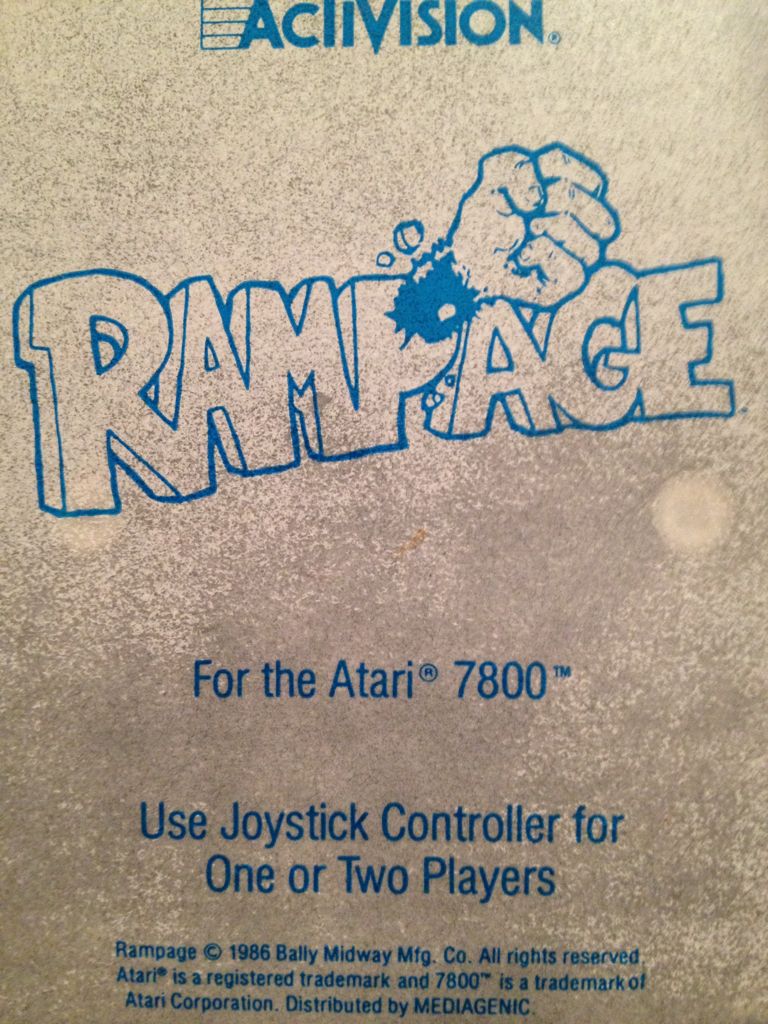 ACTIVISION®
RAMPAGE™
For the Atari® 7800™
Use Joystick Controller for
One or Two Players
Rampage © 1986 Bally Midway Mfg. Co. All rights reserved.
Atari® is a registered trademark and 7800™ is a trademark of
Atari Corporation. Distributed by MEDIAGENIC.